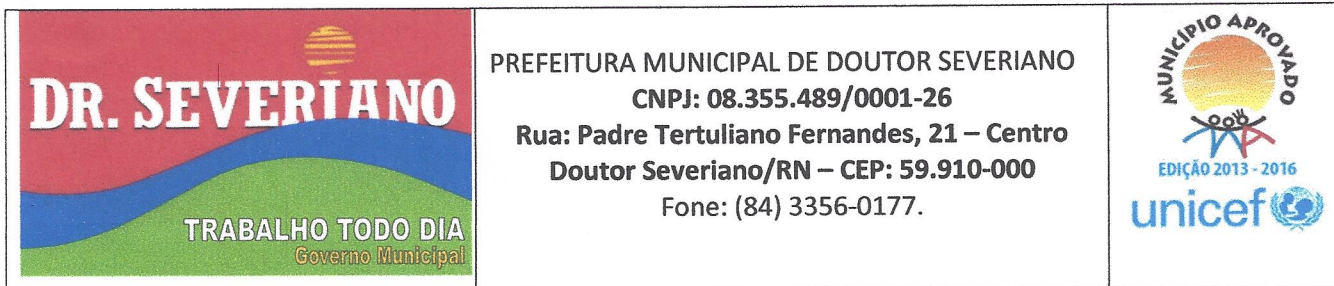 DR. SEVERIANO
TRABALHO TODO DIA
Governo Municipal
PREFEITURA MUNICIPAL DE DOUTOR SEVERIANO
CNPJ: 08.355.489/0001-26
Rua: Padre Tertuliano Fernandes, 21 – Centro
Doutor Severiano/RN – CEP: 59.910-000
Fone: (84) 3356-0177.
MUNICÍPIO APROVADO
EDIÇÃO 2013 - 2016
unicef